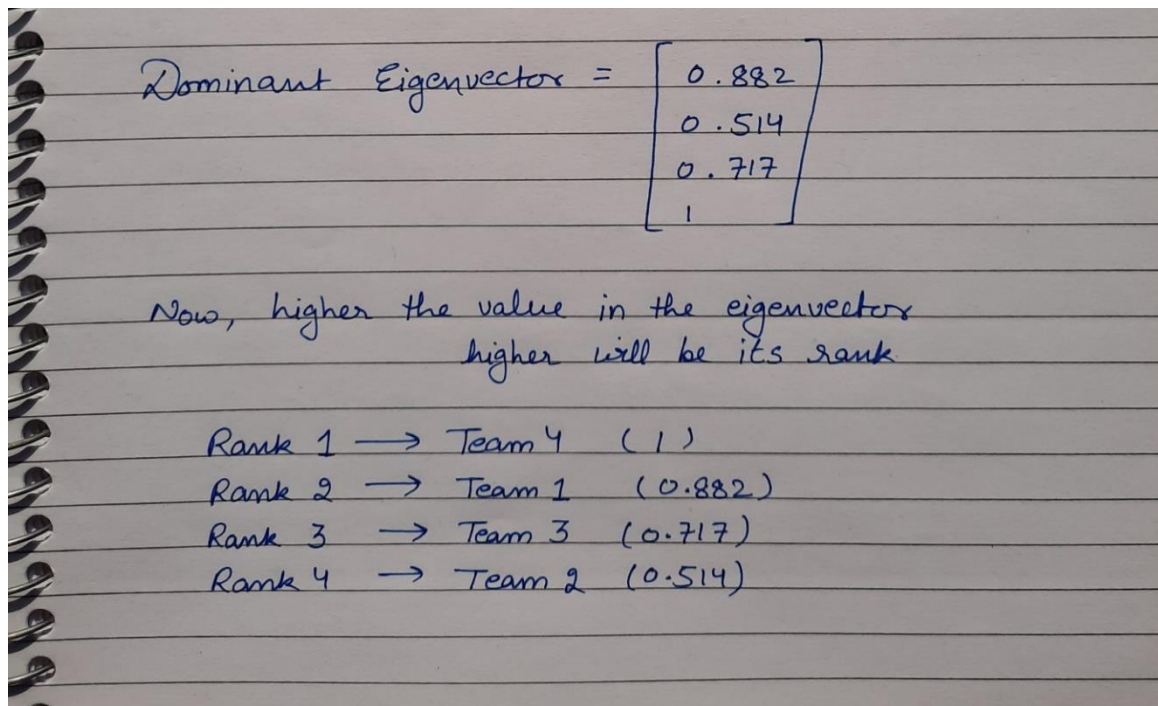 Dominant Eigenvector = [ 0.882
0.514
0.717
1 ]
Now, higher the value in the eigenvector
higher will be its rank
Rank 1 → Team 4 (1)
Rank 2 → Team 1 (0.882)
Rank 3 → Team 3 (0.717)
Rank 4 → Team 2 (0.514)